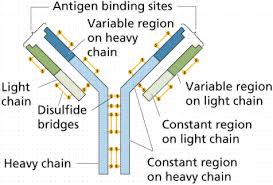 Antigen binding sites
Variable region
on heavy
chain
Light
chain
Disulfide
bridges
Variable region
on light chain
Constant region
on light chain
Heavy chain
Constant region
on heavy chain